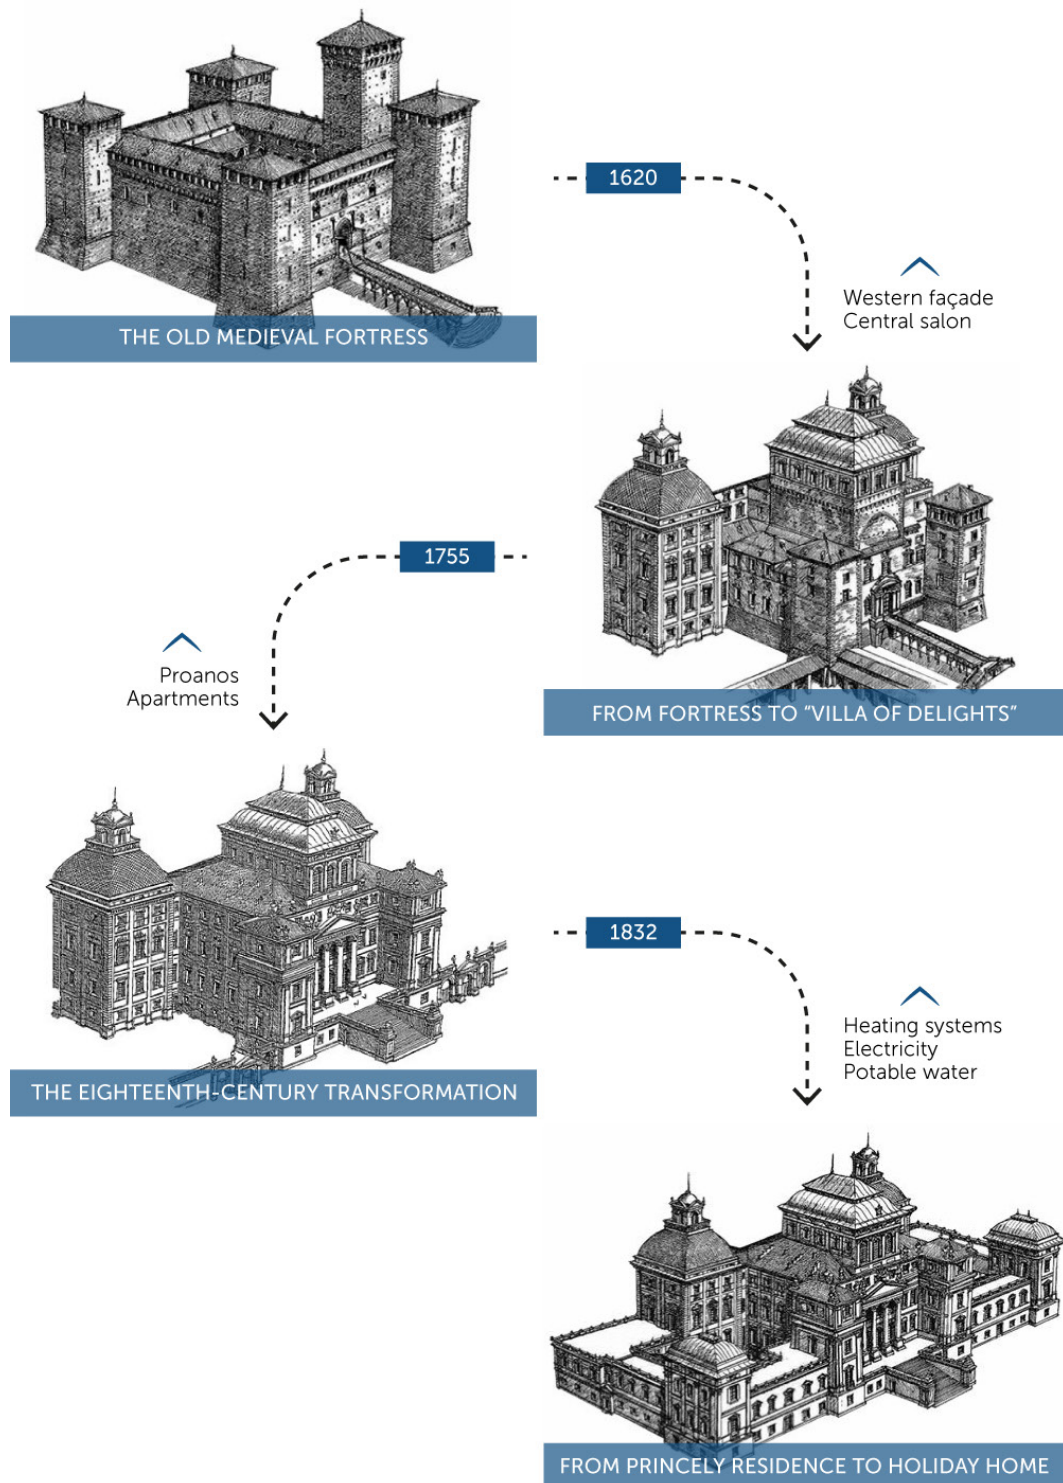 THE OLD MEDIEVAL FORTRESS
1620
Western façade
Central salon
FROM FORTRESS TO "VILLA OF DELIGHTS"
1755
Proanos
Apartments
THE EIGHTEENTH-CENTURY TRANSFORMATION
1832
Heating systems
Electricity
Potable water
FROM PRINCELY RESIDENCE TO HOLIDAY HOME